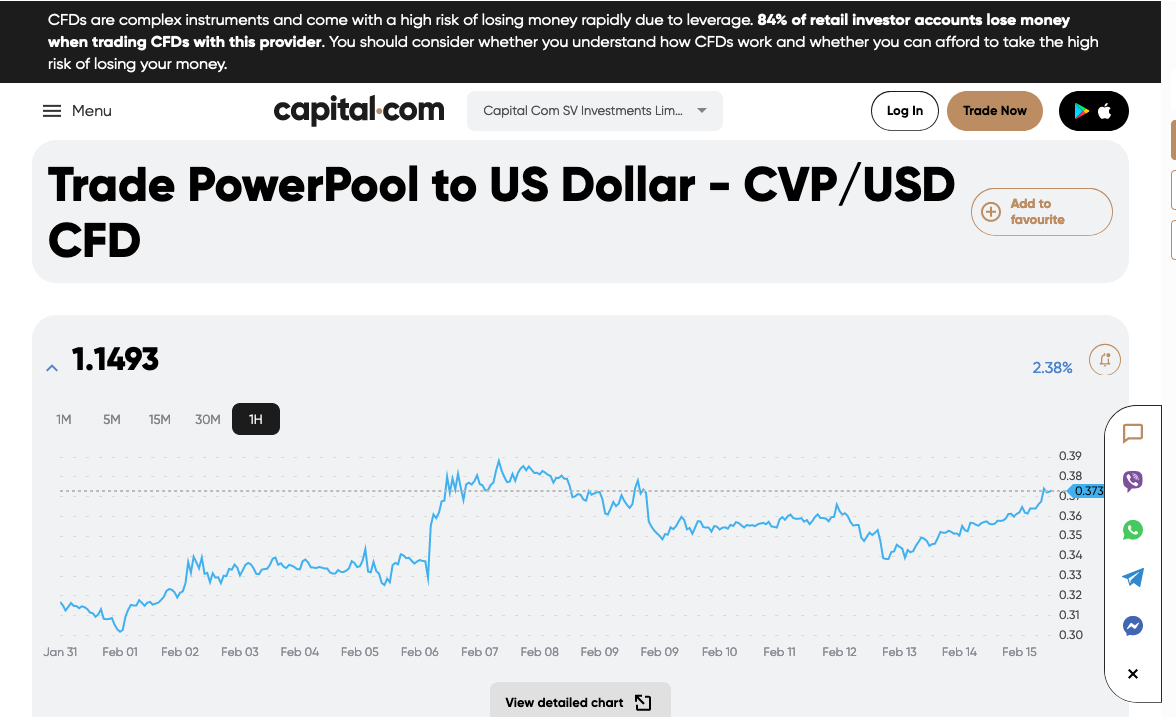 CFDs are complex instruments and come with a high risk of losing money rapidly due to leverage. 84% of retail investor accounts lose money
when trading CFDs with this provider. You should consider whether you understand how CFDs work and whether you can afford to take the high
risk of losing your money.
Menu
capital.com
Capital Com SV Investments Lim...
Log In
Trade Now
Trade PowerPool to US Dollar - CVP/USD
CFD
Add to
favourite
1.1493
2.38%
1M 5M 15M 30M 1H
0.39
0.38
0.373
0.37
0.36
0.35
0.34
0.33
0.32
0.31
0.30
Jan 31 Feb 01 Feb 02 Feb 03 Feb 04 Feb 05 Feb 06 Feb 07 Feb 08 Feb 09 Feb 09 Feb 10 Feb 11 Feb 12 Feb 13 Feb 14 Feb 15
View detailed chart